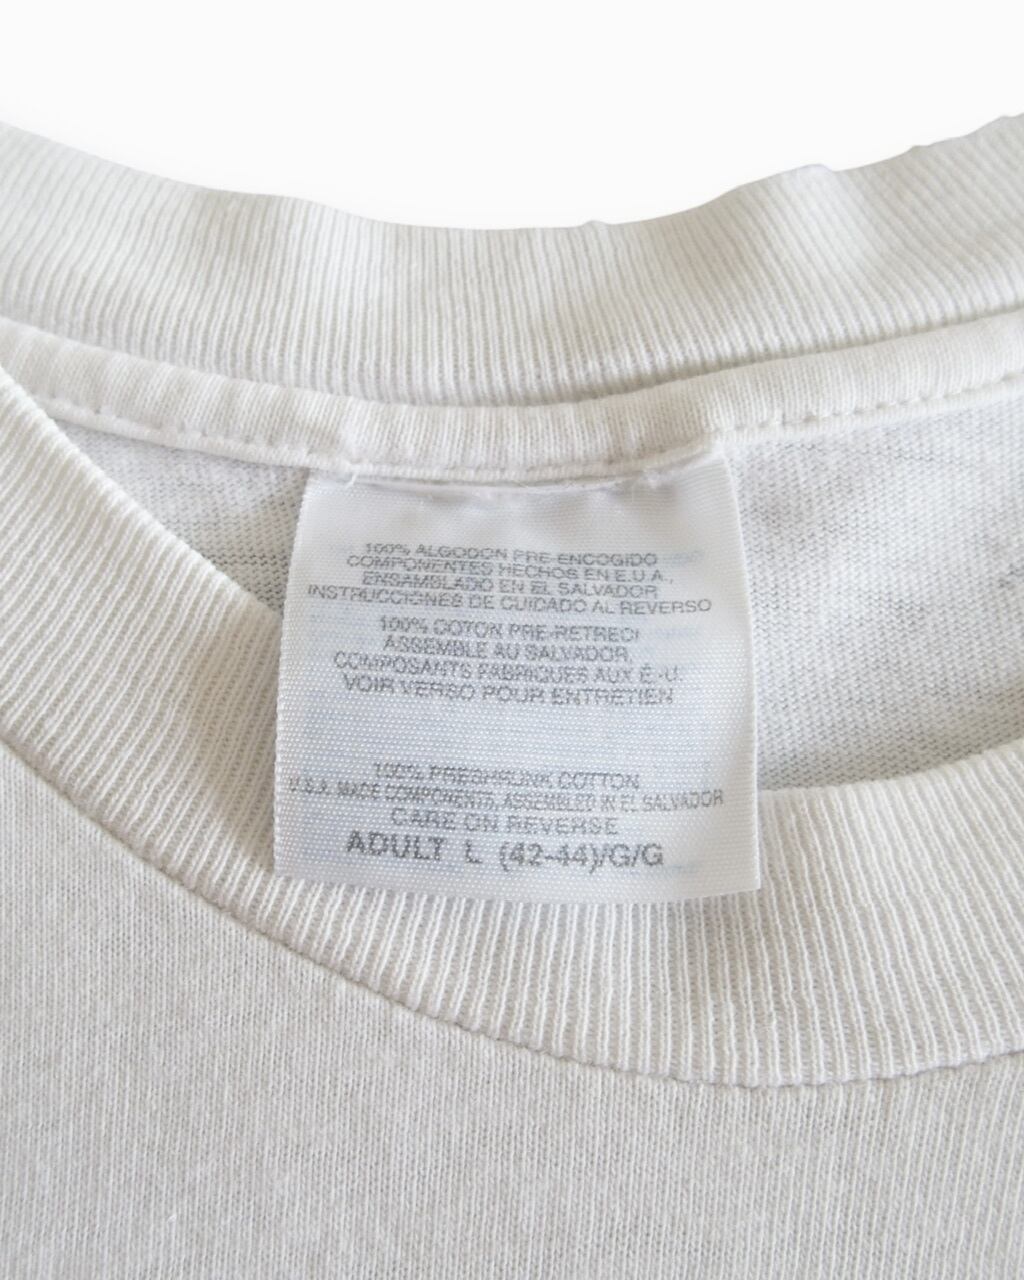 100% ALGODON PRE-ENCOGIDO
COMPONENTES HECHOS EN E.U.A.,
ENSAMBLADO EN EL SALVADOR
INSTRUCCIONES DE CUIDADO AL REVERSO
100% COTON PRE-RETRECI
ASSEMBLE AU SALVADOR,
COMPOSANTS FABRIQUES AUX É.-U.
VOIR VERSO POUR ENTRETIEN
100% PRESHRUNK COTTON
U.S.A. MADE COMPONENTS, ASSEMBLED IN EL SALVADOR
CARE ON REVERSE
ADULT L (42-44)/G/G